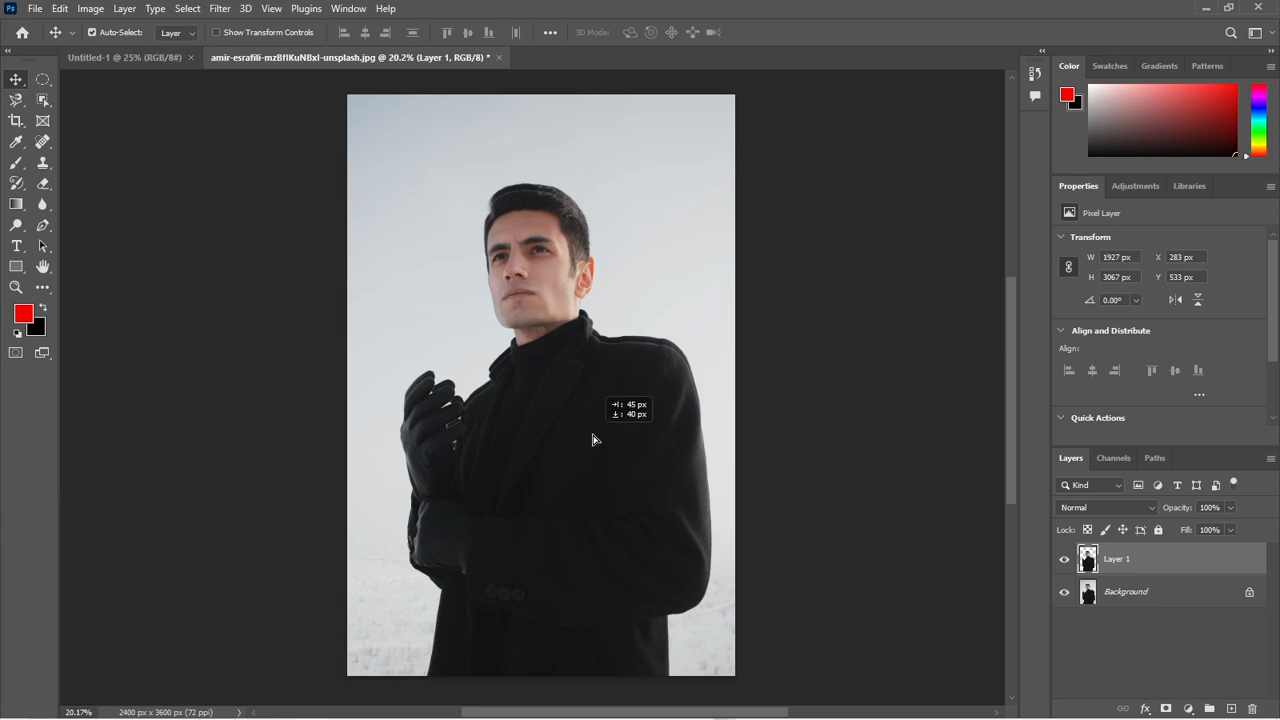 Ps File Edit Image Layer Type Select Filter 3D View Plugins Window Help
Auto-Select: Layer Show Transform Controls 3D Mode:
Untitled-1 @ 25% (RGB/8#) × amir-esrafili-mzBfIKuNBxI-unsplash.jpg @ 20.2% (Layer 1, RGB/8) * ×
Color Swatches Gradients Patterns
Properties Adjustments Libraries
Pixel Layer
Transform
W 1927 px X 283 px
H 3067 px Y 533 px
0.00°
Align and Distribute
Align:
Quick Actions
→: 45 px
↓: 40 px
Layers Channels Paths
Kind
Normal Opacity: 100%
Lock: Fill: 100%
Layer 1
Background
20.17% 2400 px x 3600 px (72 ppi)